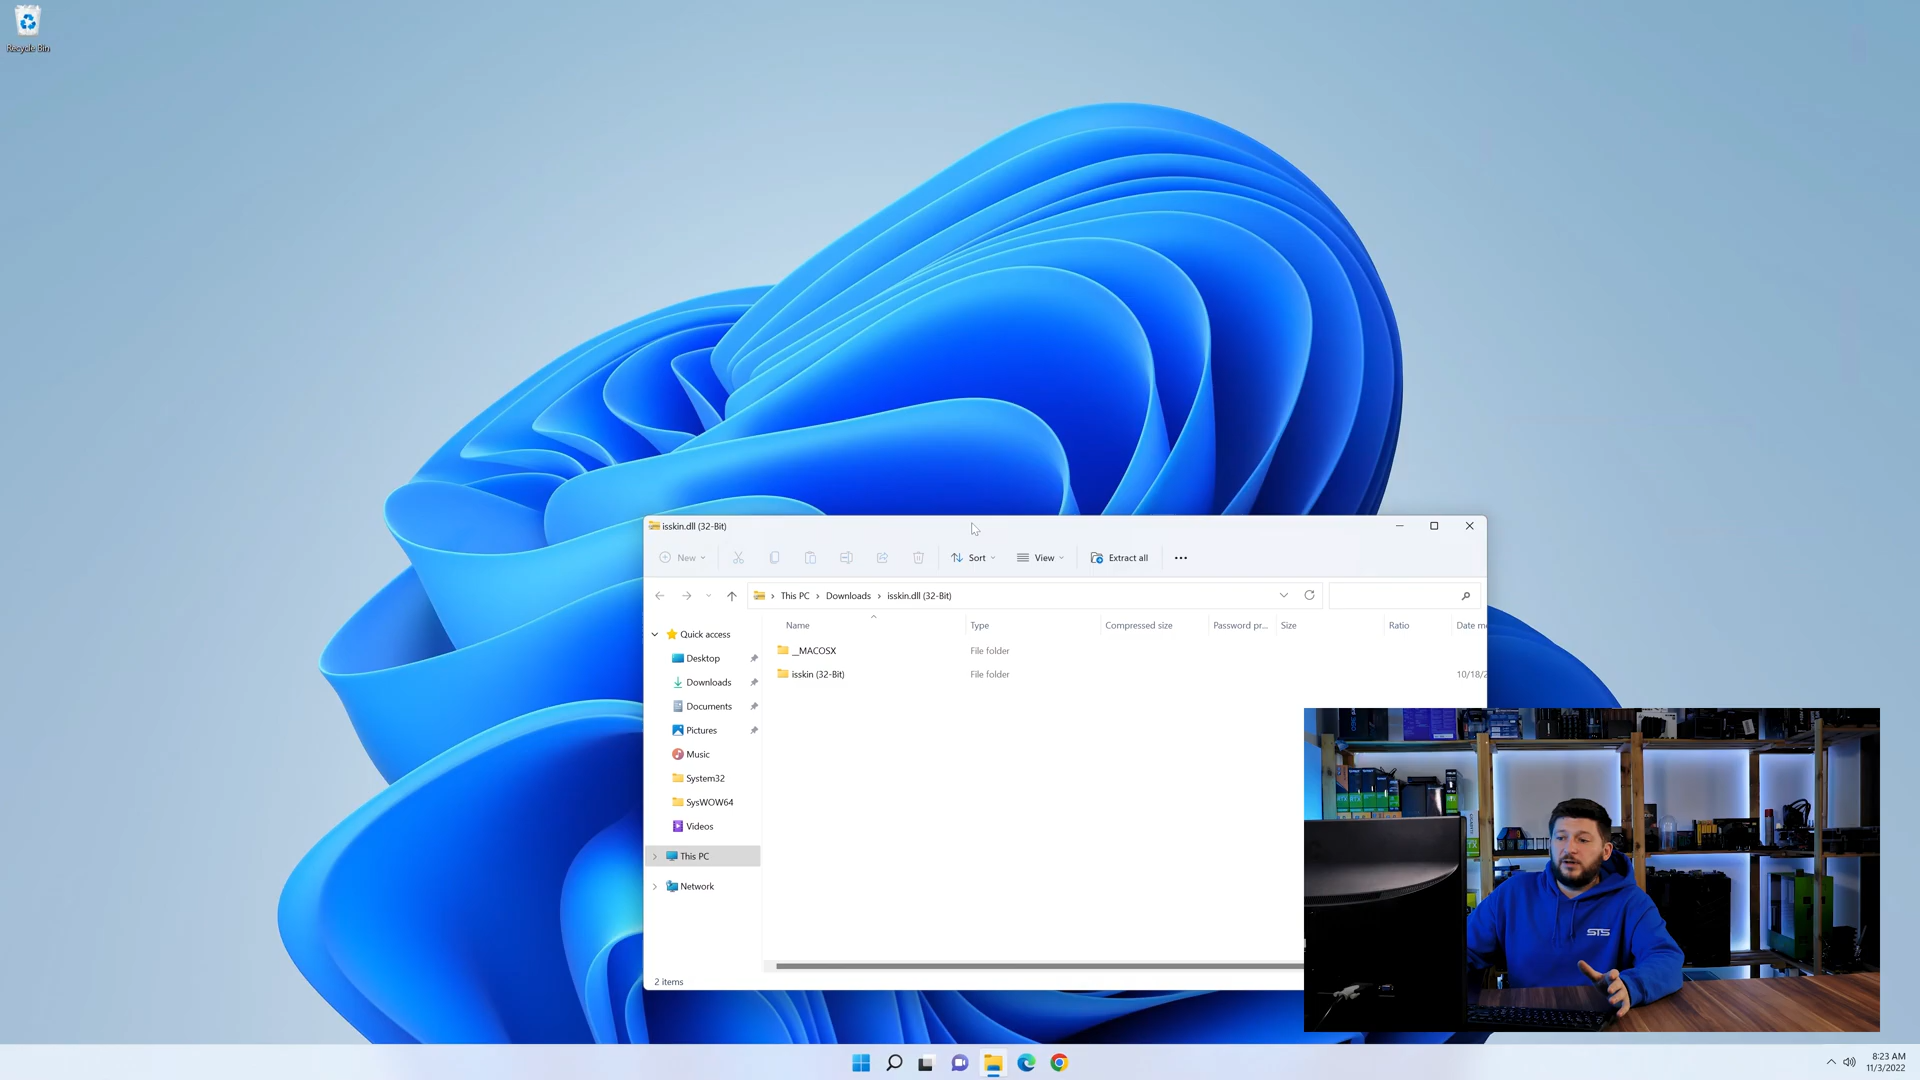 Recycle Bin
isskin.dll (32-Bit)
New
Sort
View
Extract all
This PC > Downloads > isskin.dll (32-Bit)
Name
Type
Compressed size
Password pr...
Size
Ratio
Date m
__MACOSX
File folder
isskin (32-Bit)
File folder
10/18/2
Quick access
Desktop
Downloads
Documents
Pictures
Music
System32
SysWOW64
Videos
This PC
Network
2 items
STS
8:23 AM
11/3/2022